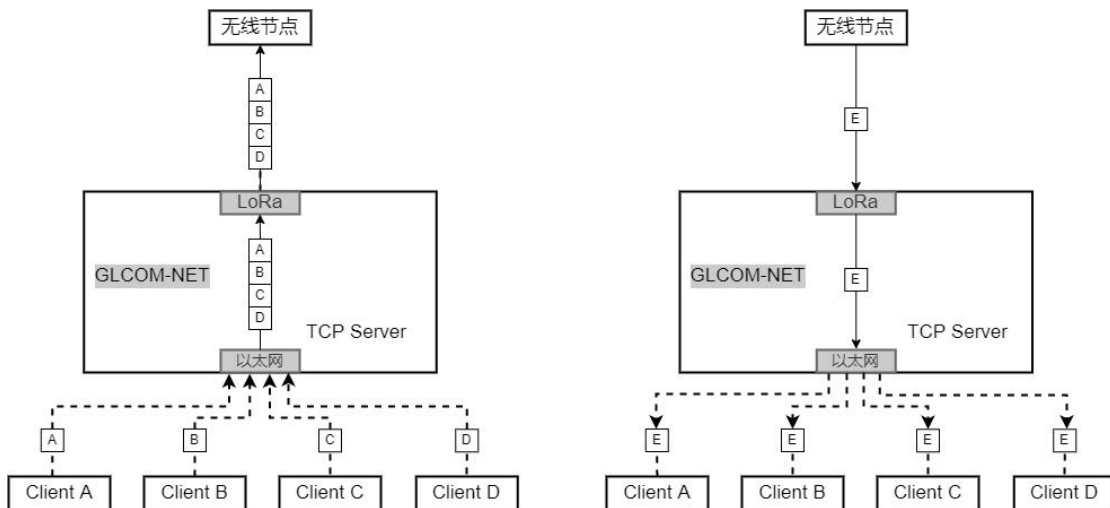 无线节点
A
B
C
D
LoRa
A
B
C
D
GLCOM-NET
TCP Server
以太网
A
B
C
D
Client A
Client B
Client C
Client D
无线节点
E
LoRa
E
GLCOM-NET
TCP Server
以太网
E
E
E
E
Client A
Client B
Client C
Client D